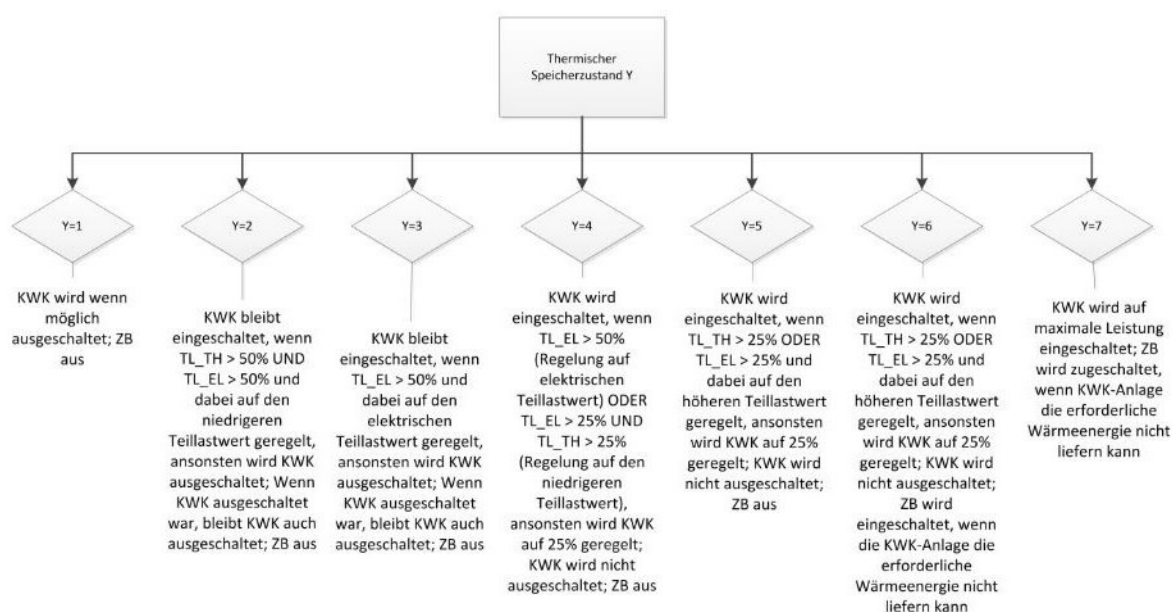 Thermischer
Speicherzustand Y
Y=1
Y=2
Y=3
Y=4
Y=5
Y=6
Y=7
KWK wird wenn
möglich
ausgeschaltet; ZB
aus
KWK bleibt
eingeschaltet, wenn
TL_TH > 50% UND
TL_EL > 50% und
dabei auf den
niedrigeren
Teillastwert geregelt,
ansonsten wird KWK
ausgeschaltet; Wenn
KWK ausgeschaltet
war, bleibt KWK auch
ausgeschaltet; ZB aus
KWK bleibt
eingeschaltet, wenn
TL_EL > 50% und
dabei auf den
elektrischen
Teillastwert geregelt,
ansonsten wird KWK
ausgeschaltet; Wenn
KWK ausgeschaltet
war, bleibt KWK auch
ausgeschaltet; ZB aus
KWK wird
eingeschaltet, wenn
TL_EL > 50%
(Regelung auf
elektrischen
Teillastwert) ODER
TL_EL > 25% UND
TL_TH > 25%
(Regelung auf den
niedrigeren
Teillastwert),
ansonsten wird KWK
auf 25% geregelt;
KWK wird nicht
ausgeschaltet; ZB aus
KWK wird
eingeschaltet, wenn
TL_TH > 25% ODER
TL_EL > 25% und
dabei auf den
höheren Teillastwert
geregelt, ansonsten
wird KWK auf 25%
geregelt; KWK wird
nicht ausgeschaltet;
ZB aus
KWK wird
eingeschaltet, wenn
TL_TH > 25% ODER
TL_EL > 25% und
dabei auf den
höheren Teillastwert
geregelt, ansonsten
wird KWK auf 25%
geregelt; KWK wird
nicht ausgeschaltet;
ZB wird
eingeschaltet, wenn
die KWK-Anlage die
erforderliche
Wärmeenergie nicht
liefern kann
KWK wird auf
maximale Leistung
eingeschaltet; ZB
wird zugeschaltet,
wenn KWK-Anlage
die erforderliche
Wärmeenergie nicht
liefern kann